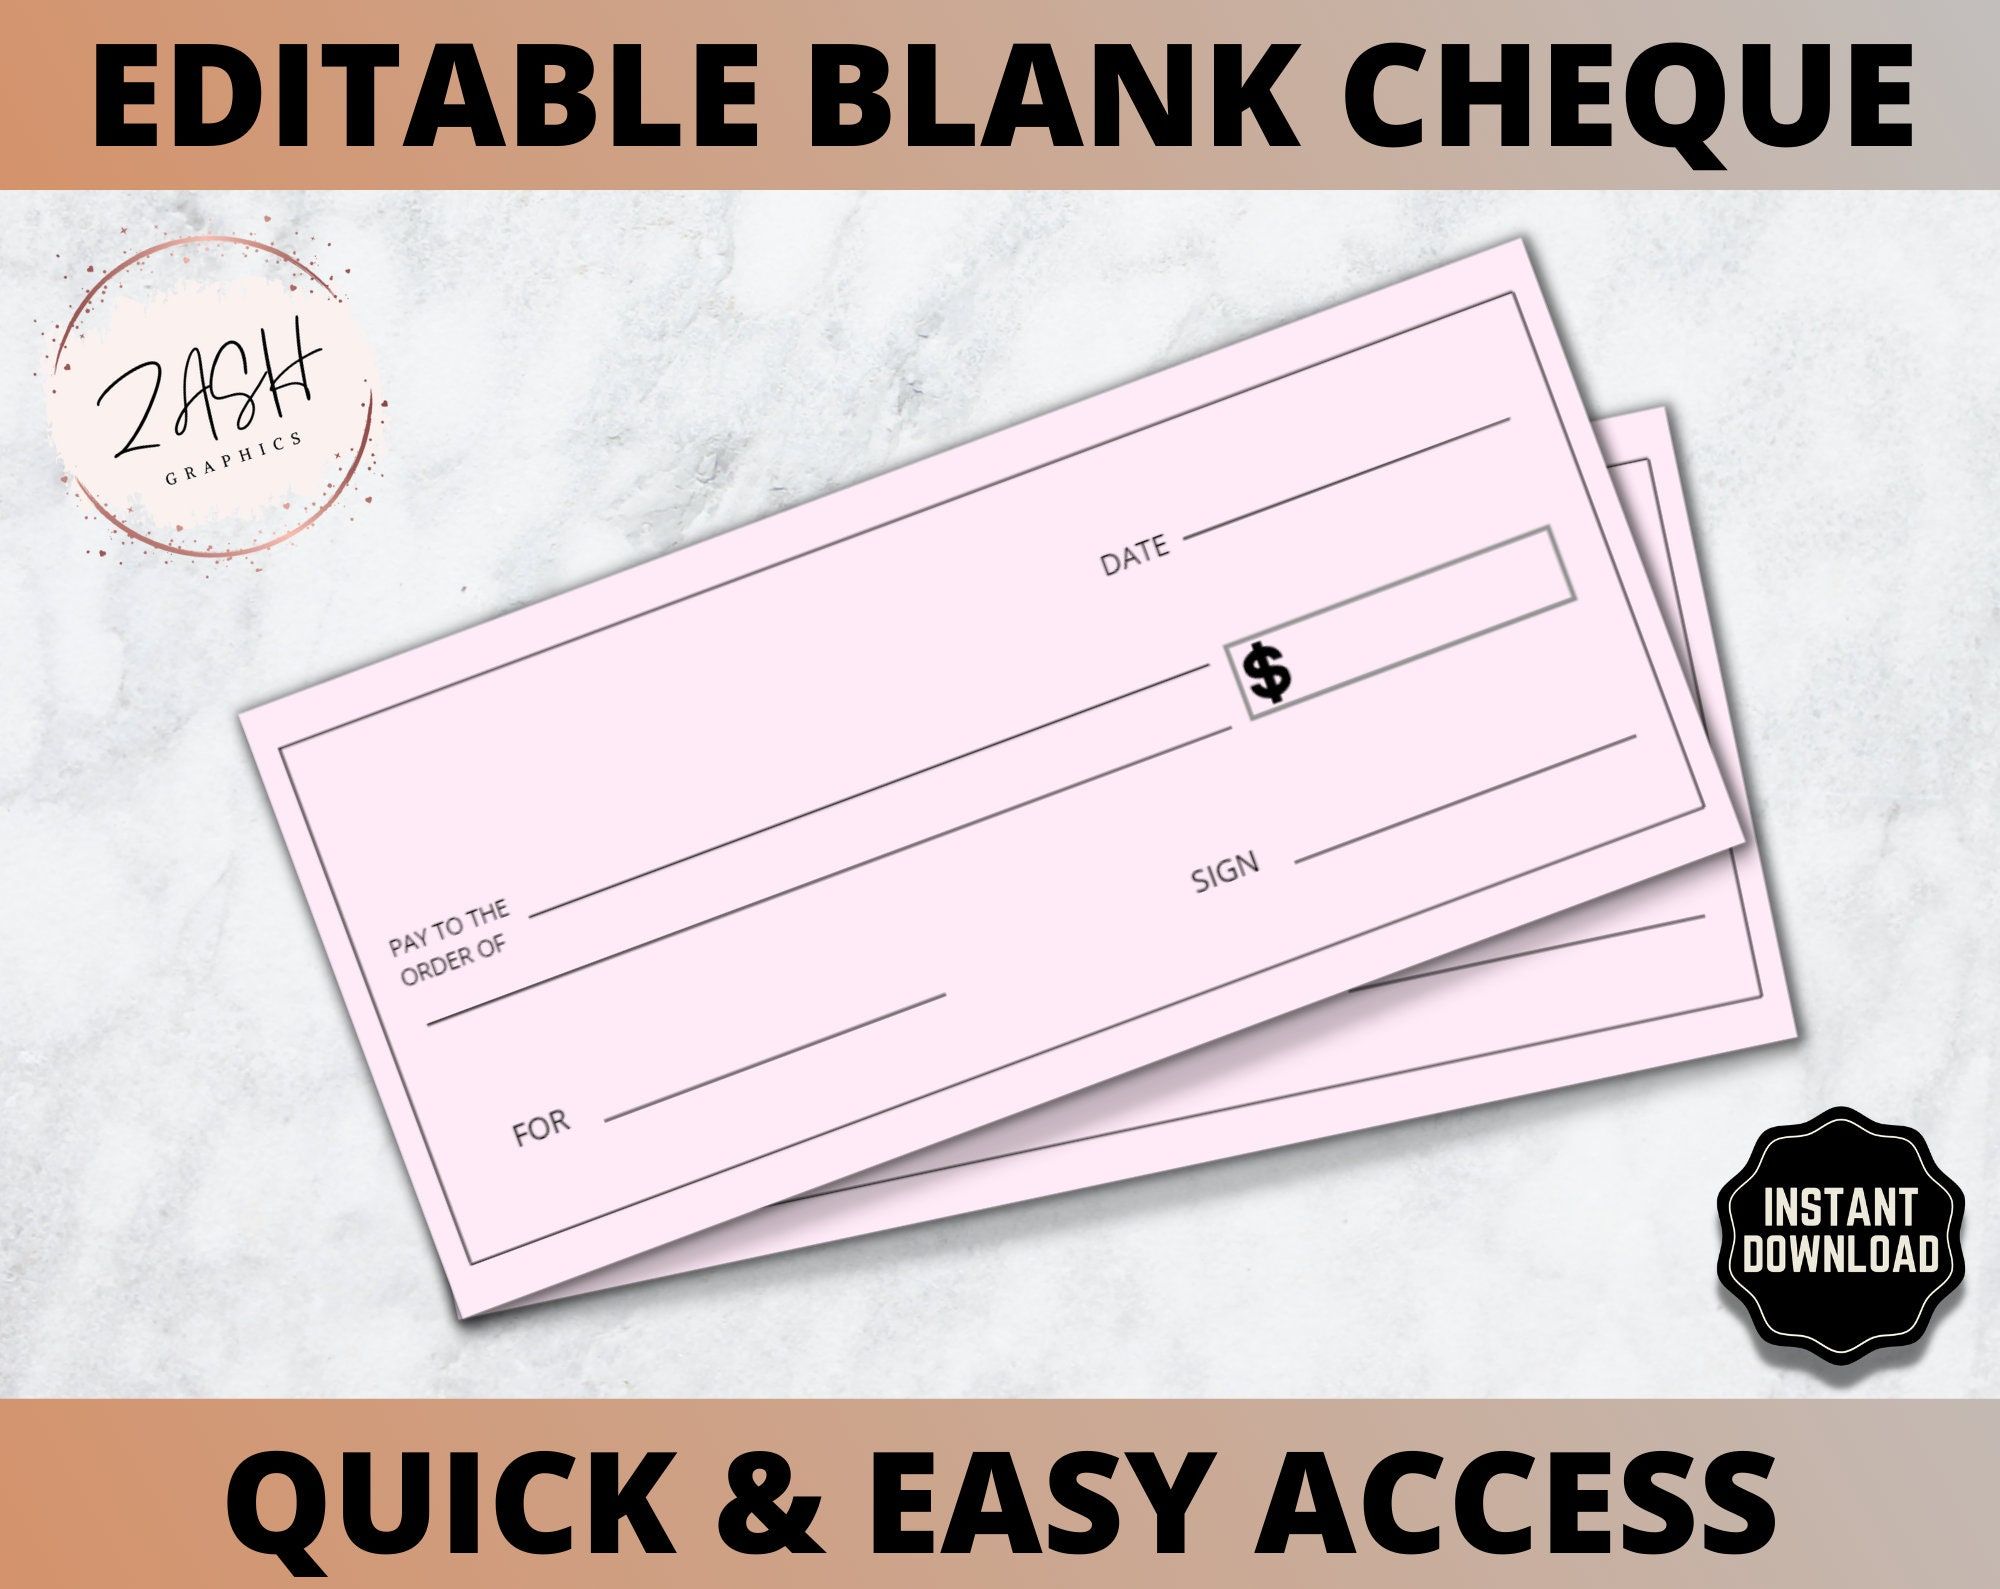 EDITABLE BLANK CHEQUE
ZASH
GRAPHICS
DATE
$
PAY TO THE
ORDER OF
SIGN
FOR
INSTANT
DOWNLOAD
QUICK & EASY ACCESS